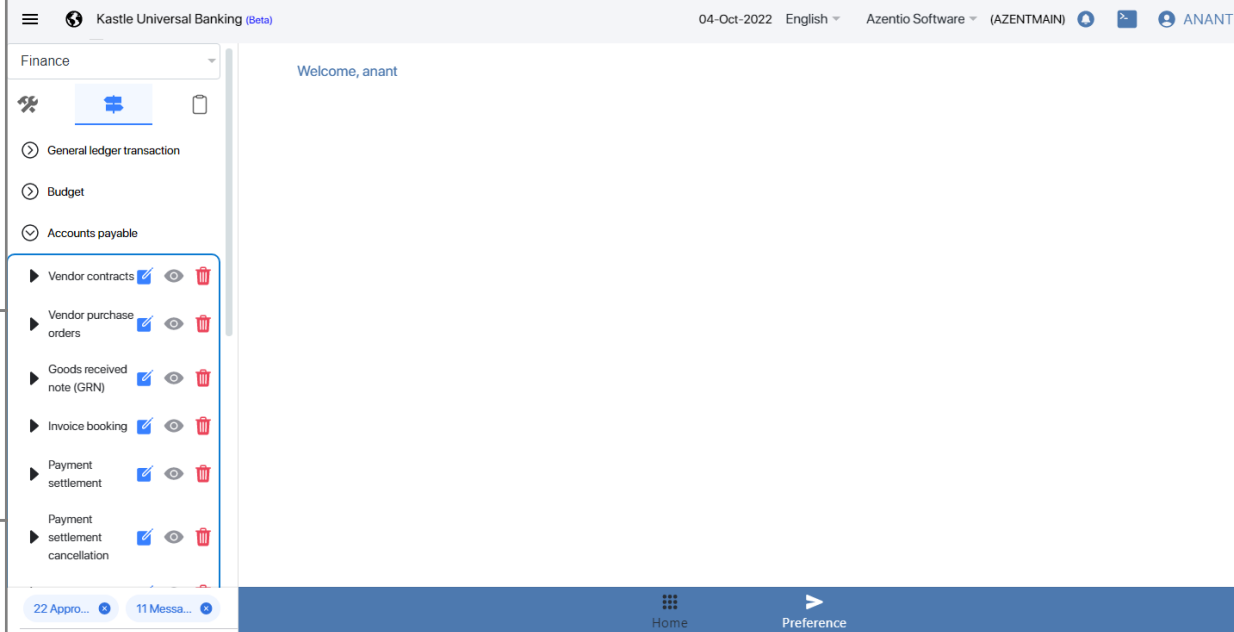 Kastle Universal Banking (Beta)
04-Oct-2022 English Azentio Software (AZENTMAIN) ANANT
Finance
Welcome, anant
General ledger transaction
Budget
Accounts payable
Vendor contracts
Vendor purchase
orders
Goods received
note (GRN)
Invoice booking
Payment
settlement
Payment
settlement
cancellation
22 Appro...
11 Messa...
Home
Preference